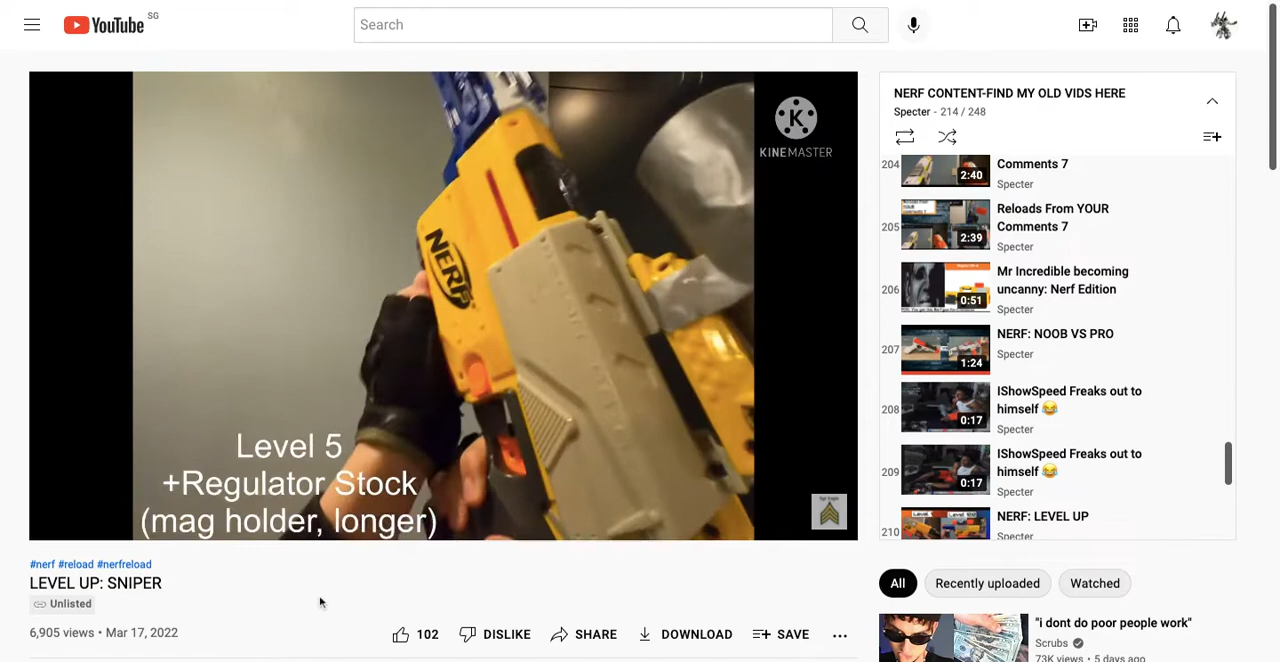 YouTube SG
Search
NERF
KINEMASTER
Level 5
+Regulator Stock
(mag holder, longer)
#nerf #reload #nerfreload
LEVEL UP: SNIPER
Unlisted
6,905 views • Mar 17, 2022
102
DISLIKE
SHARE
DOWNLOAD
SAVE
NERF CONTENT-FIND MY OLD VIDS HERE
Specter - 214 / 248
204
2:40
Comments 7
Specter
205
2:39
Reloads From YOUR
Comments 7
Specter
206
0:51
Mr Incredible becoming
uncanny: Nerf Edition
Specter
207
1:24
NERF: NOOB VS PRO
Specter
208
0:17
IShowSpeed Freaks out to
himself 😂
Specter
209
0:17
IShowSpeed Freaks out to
himself 😂
Specter
210
NERF: LEVEL UP
Specter
All
Recently uploaded
Watched
"i dont do poor people work"
Scrubs
73K views • 5 days ago